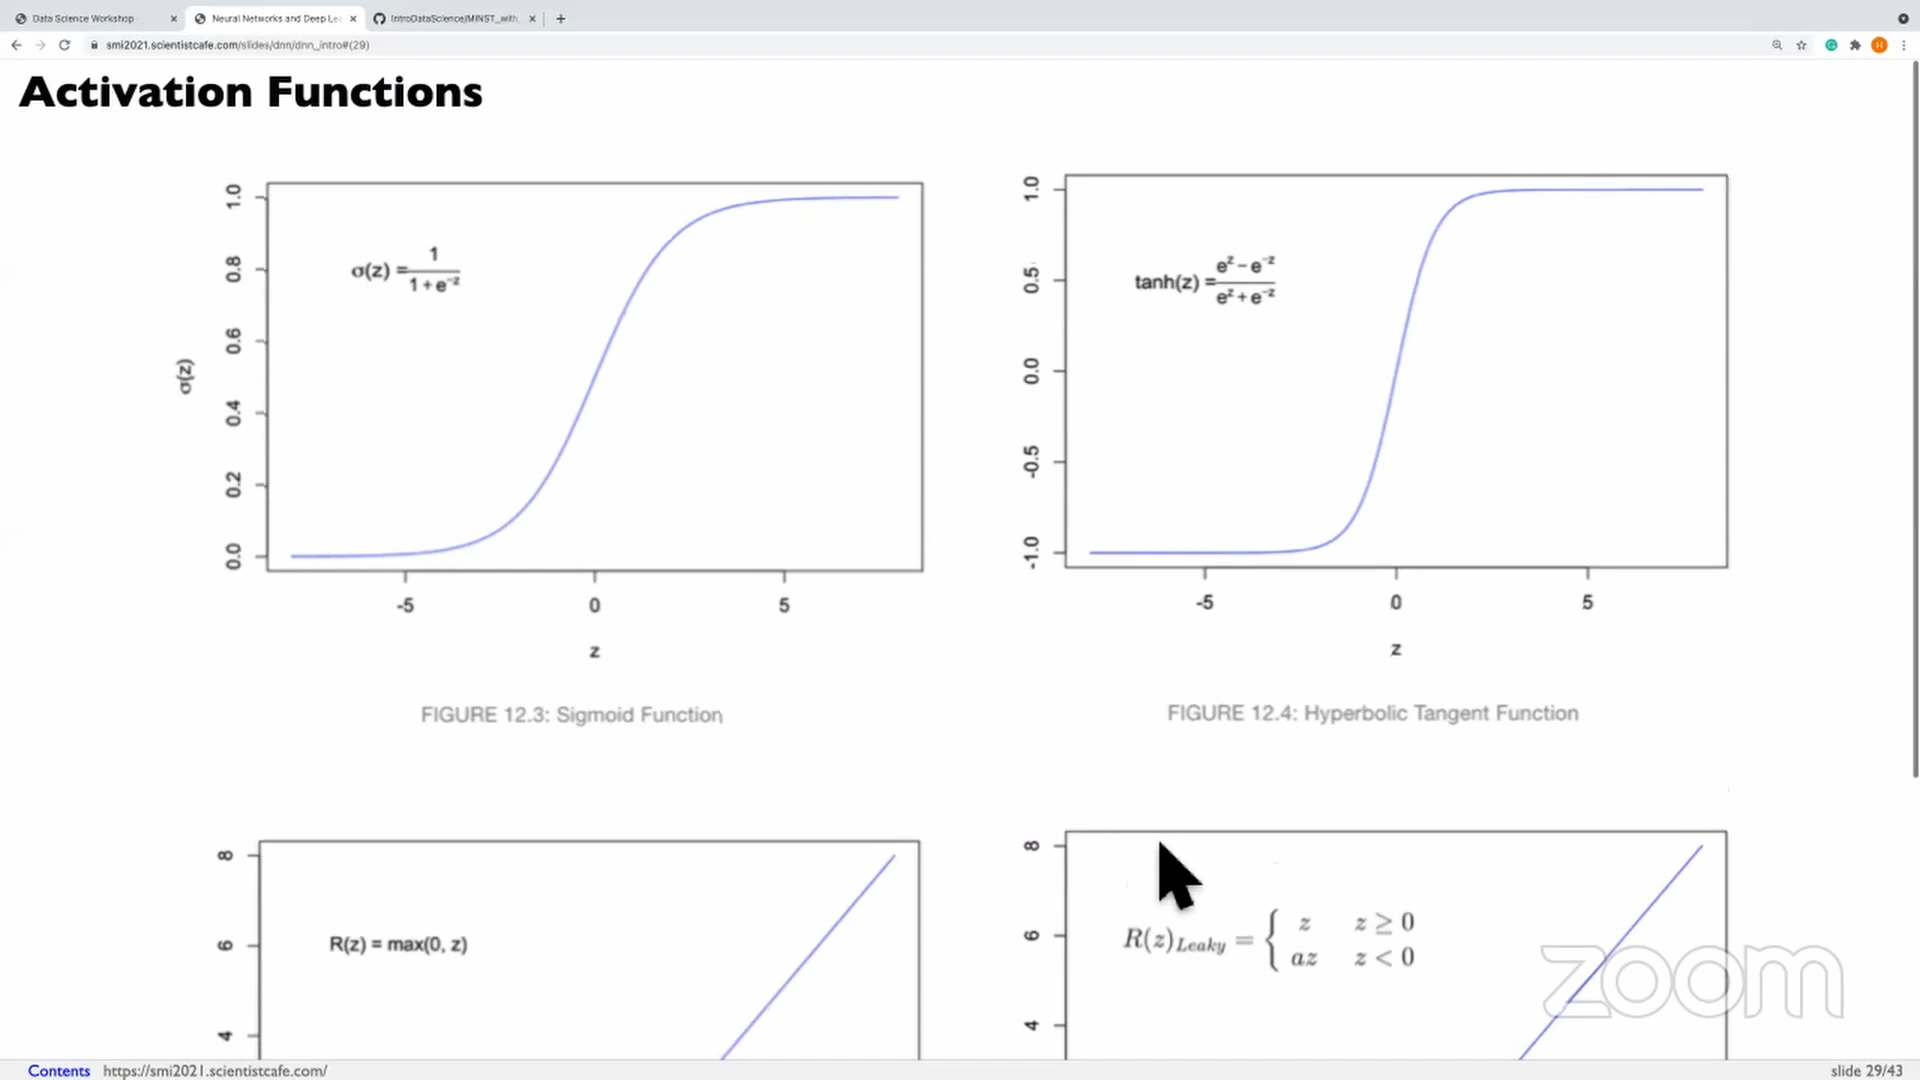 Data Science Workshop
Neural Networks and Deep Le
IntroDataScience/MINST_with_
smi2021.scientistcafe.com/slides/dnn/dnn_intro#(29)
H
Activation Functions
1.0
0.8
0.6
0.4
0.2
0.0
σ(z)
σ(z) = 1 / 1 + e^-z
-5 0 5
z
FIGURE 12.3: Sigmoid Function
1.0
0.5
0.0
-0.5
-1.0
tanh(z) = e^z − e^-z / e^z + e^-z
-5 0 5
z
FIGURE 12.4: Hyperbolic Tangent Function
8
6
4
R(z) = max(0, z)
8
6
4
R(z)Leaky = { z z ≥ 0
az z < 0
zoom
Contents https://smi2021.scientistcafe.com/
slide 29/43